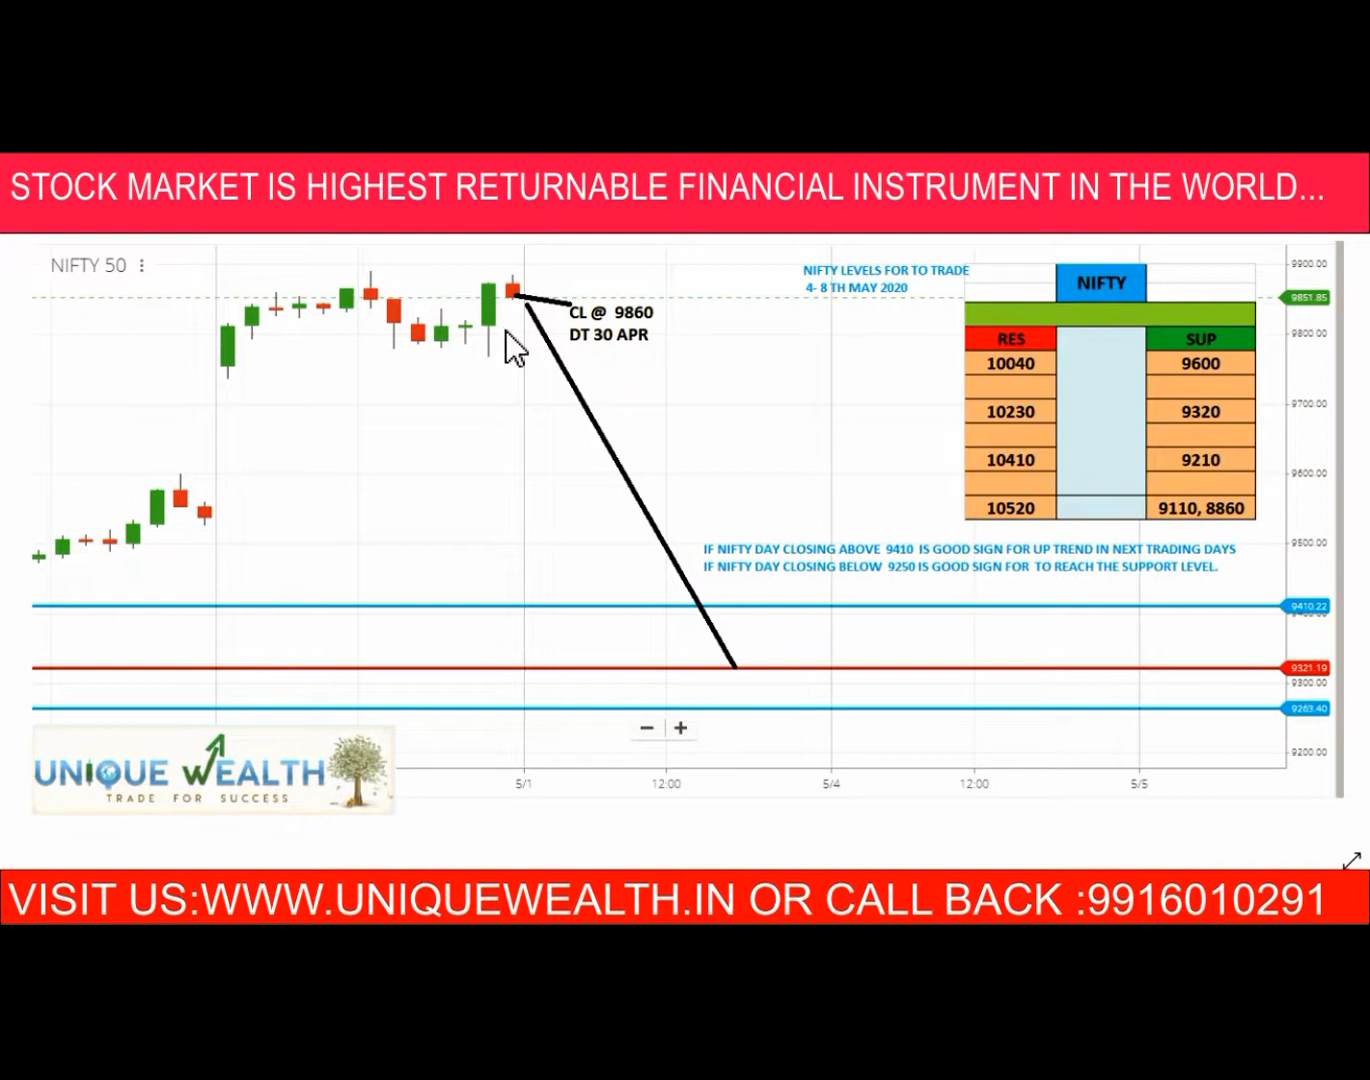 STOCK MARKET IS HIGHEST RETURNABLE FINANCIAL INSTRUMENT IN THE WORLD...
NIFTY 50
NIFTY LEVELS FOR TO TRADE
4- 8 TH MAY 2020
NIFTY
RES SUP
10040 9600
10230 9320
10410 9210
10520 9110, 8860
CL @ 9860
DT 30 APR
IF NIFTY DAY CLOSING ABOVE 9410 IS GOOD SIGN FOR UP TREND IN NEXT TRADING DAYS
IF NIFTY DAY CLOSING BELOW 9250 IS GOOD SIGN FOR TO REACH THE SUPPORT LEVEL.
9900.00
9851.85
9800.00
9700.00
9600.00
9500.00
9410.22
9321.19
9300.00
9263.40
9200.00
− +
5/1 12:00 5/4 12:00 5/5
UNIQUE WEALTH
TRADE FOR SUCCESS
VISIT US:WWW.UNIQUEWEALTH.IN OR CALL BACK :9916010291